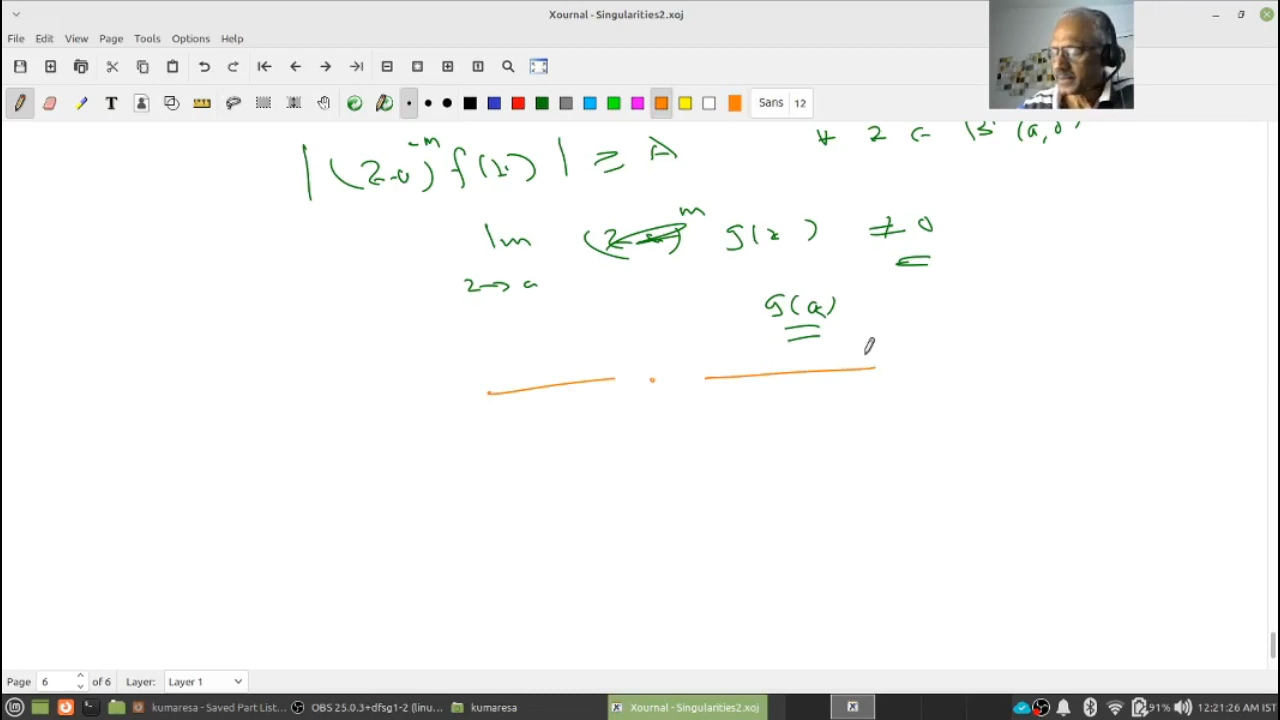 Xournal - Singularities2.xoj
File Edit View Page Tools Options Help
Sans 12
∀ z ∈ B'(a,δ)
|(z-a)^{-m} f(z)| ≥ A
lim (z-a)^m g(z) ≠ 0
z→a
g(a)
Page 6 of 6 Layer: Layer 1
kumaresa - Saved Part List... OBS 25.0.3+dfsg1-2 (linu... kumaresa Xournal - Singularities2.xoj 91% 12:21:26 AM IST